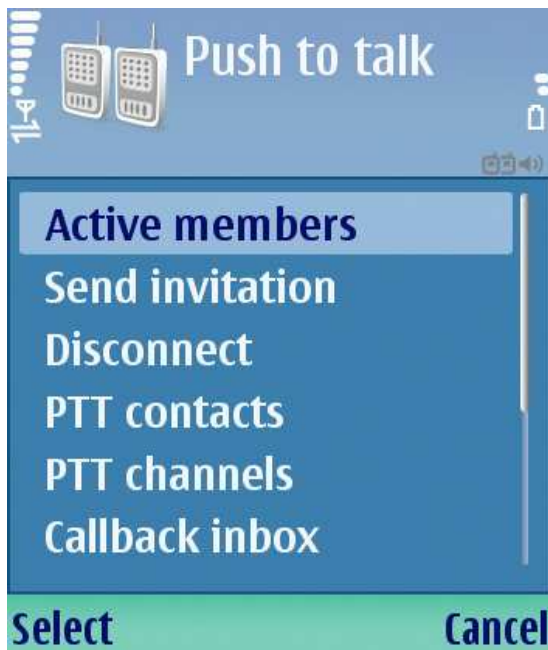 Push to talk
Active members
Send invitation
Disconnect
PTT contacts
PTT channels
Callback inbox
Select Cancel